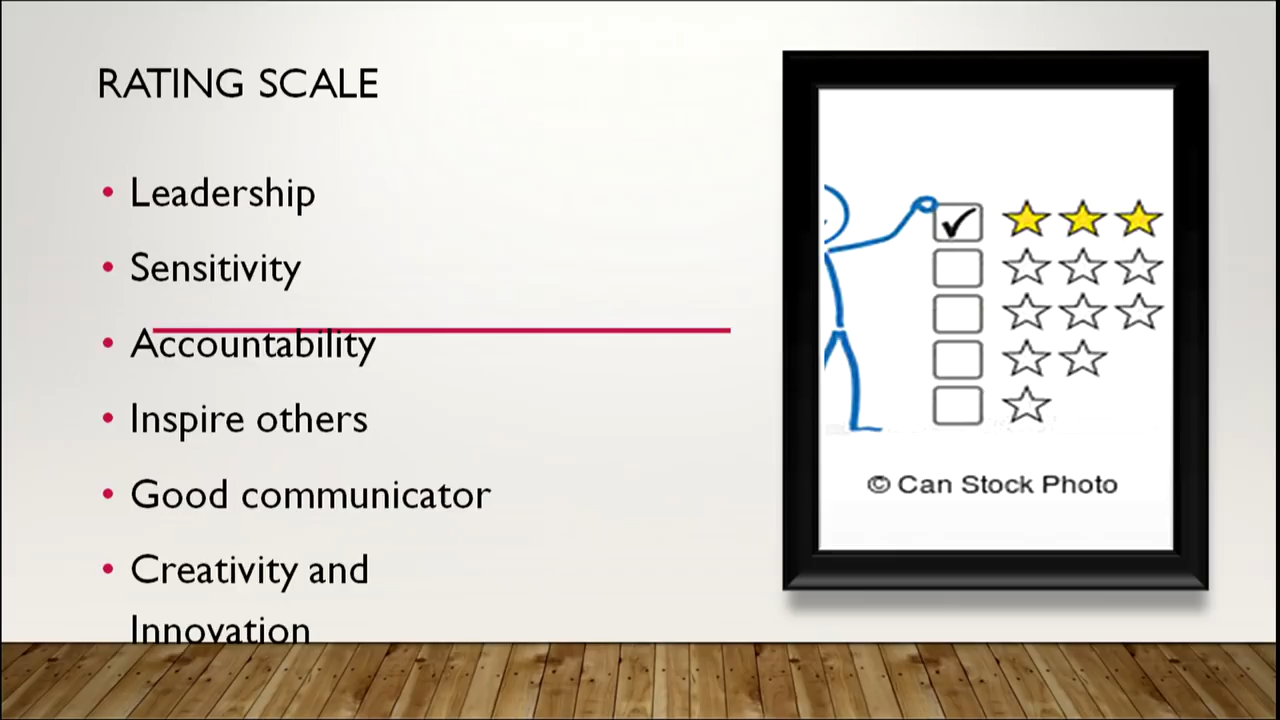 RATING SCALE
• Leadership
• Sensitivity
• Accountability
• Inspire others
• Good communicator
• Creativity and
Innovation
© Can Stock Photo